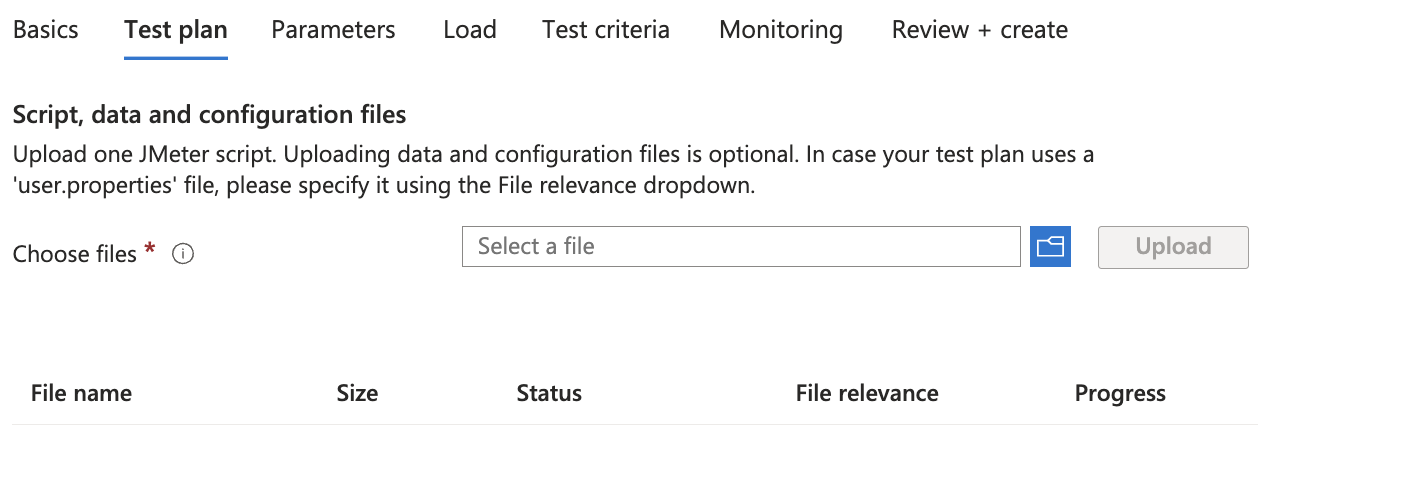 Basics Test plan Parameters Load Test criteria Monitoring Review + create
Script, data and configuration files
Upload one JMeter script. Uploading data and configuration files is optional. In case your test plan uses a
'user.properties' file, please specify it using the File relevance dropdown.
Choose files * Select a file Upload
File name Size Status File relevance Progress